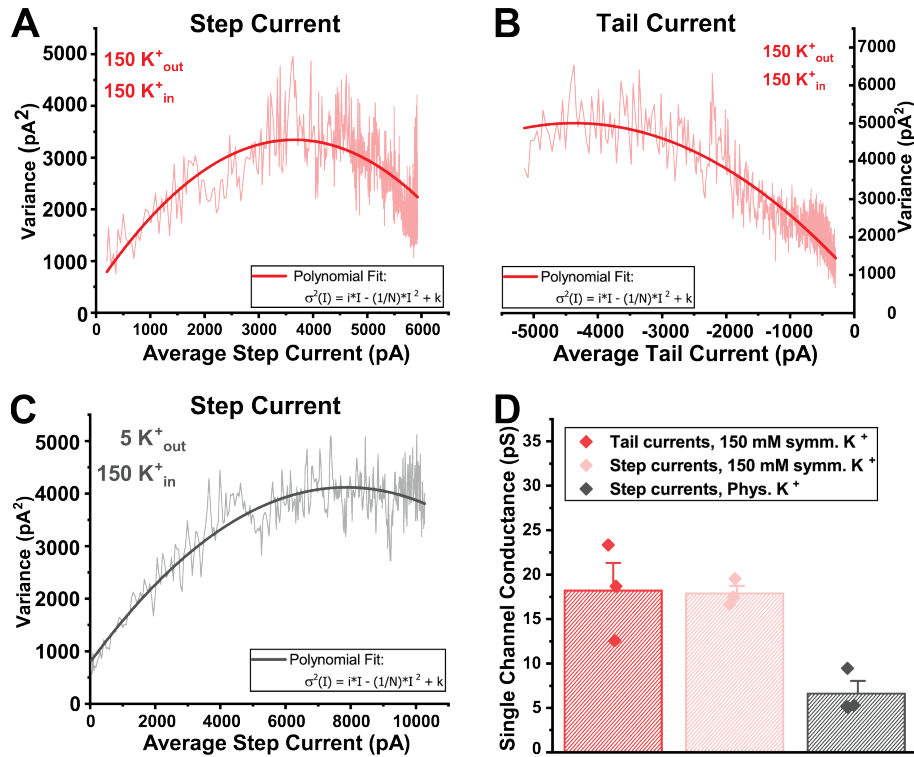 A
Step Current
150 K+out
150 K+in
Variance (pA2)
5000
4000
3000
2000
1000
0
Polynomial Fit:
σ2(I) = i*I - (1/N)*I 2 + k
0
1000
2000
3000
4000
5000
6000
Average Step Current (pA)
B
Tail Current
150 K+out
150 K+in
7000
6000
5000
4000
3000
2000
1000
0
Variance (pA2)
Polynomial Fit:
σ2(I) = i*I - (1/N)*I 2 + k
-5000
-4000
-3000
-2000
-1000
0
Average Tail Current (pA)
C
Step Current
5 K+out
150 K+in
Variance (pA2)
5000
4000
3000
2000
1000
0
Polynomial Fit:
σ2(I) = i*I - (1/N)*I 2 + k
0
2000
4000
6000
8000
10000
Average Step Current (pA)
D
Single Channel Conductance (pS)
35
30
25
20
15
10
5
0
Tail currents, 150 mM symm. K +
Step currents, 150 mM symm. K +
Step currents, Phys. K +